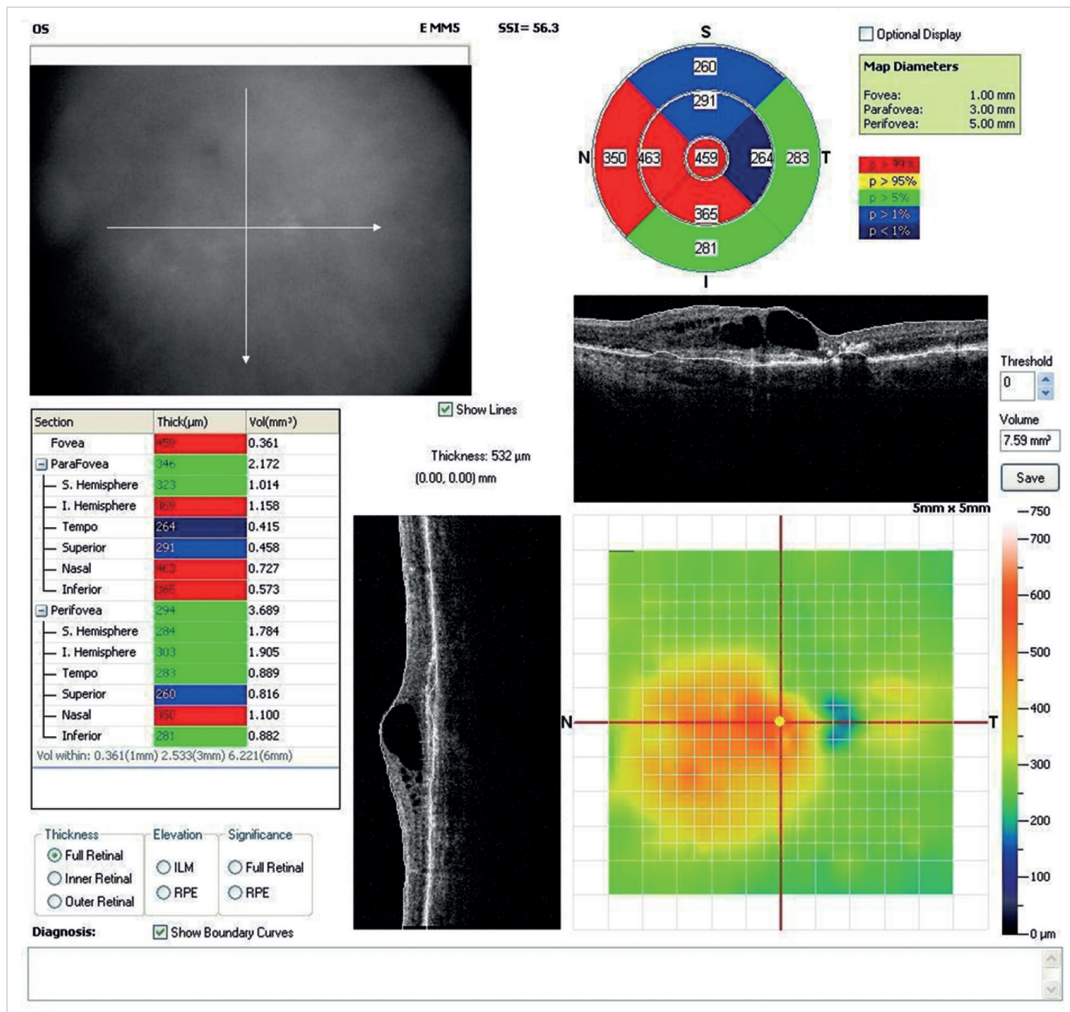 OS E MM5 SSI= 56.3
S
260
291
N 350 463 459 264 283 T
365
281
I
Optional Display
Map Diameters
Fovea: 1.00 mm
Parafovea: 3.00 mm
Perifovea: 5.00 mm
p > 99%
p > 95%
p > 5%
p > 1%
p < 1%
Threshold
0
Volume
7.59 mm³
Save
Show Lines
Thickness: 532 µm
(0.00, 0.00) mm
Section Thick(µm) Vol(mm³)
Fovea 459 0.361
ParaFovea 346 2.172
S. Hemisphere 323 1.014
I. Hemisphere 369 1.158
Tempo 264 0.415
Superior 291 0.458
Nasal 463 0.727
Inferior 365 0.573
Perifovea 294 3.689
S. Hemisphere 284 1.784
I. Hemisphere 303 1.905
Tempo 283 0.889
Superior 260 0.816
Nasal 350 1.100
Inferior 281 0.882
Vol within: 0.361(1mm) 2.533(3mm) 6.221(6mm)
5mm x 5mm
N T
750
700
600
500
400
300
200
100
0 µm
Thickness
Full Retinal
Inner Retinal
Outer Retinal
Elevation
ILM
RPE
Significance
Full Retinal
RPE
Diagnosis: Show Boundary Curves